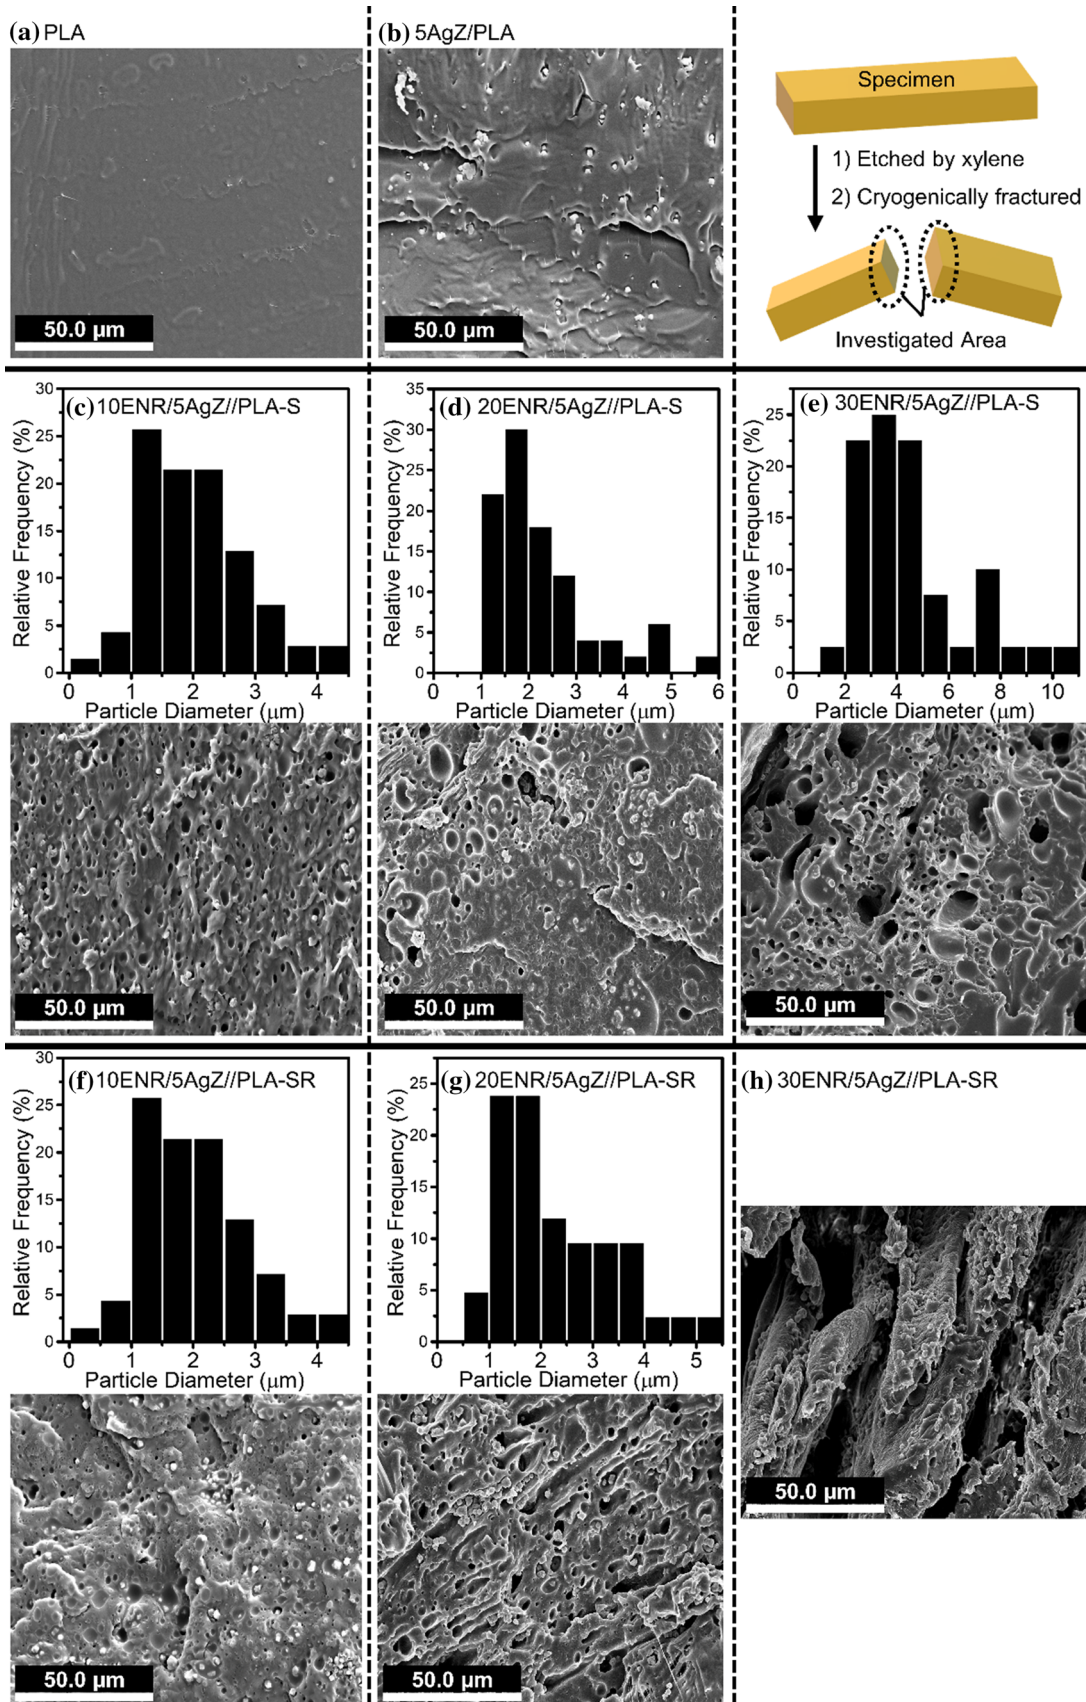 (a) PLA
50.0 µm
(b) 5AgZ/PLA
50.0 µm
Specimen
1) Etched by xylene
2) Cryogenically fractured
Investigated Area
(c) 10ENR/5AgZ//PLA-S
Relative Frequency (%)
30
25
20
15
10
5
0
0 1 2 3 4
Particle Diameter (µm)
50.0 µm
(d) 20ENR/5AgZ//PLA-S
Relative Frequency (%)
35
30
25
20
15
10
5
0
0 1 2 3 4 5 6
Particle Diameter (µm)
50.0 µm
(e) 30ENR/5AgZ//PLA-S
Relative Frequency (%)
25
20
15
10
5
0
0 2 4 6 8 10
Particle Diameter (µm)
50.0 µm
(f) 10ENR/5AgZ//PLA-SR
Relative Frequency (%)
30
25
20
15
10
5
0
0 1 2 3 4
Particle Diameter (µm)
50.0 µm
(g) 20ENR/5AgZ//PLA-SR
Relative Frequency (%)
25
20
15
10
5
0
0 1 2 3 4 5
Particle Diameter (µm)
50.0 µm
(h) 30ENR/5AgZ//PLA-SR
50.0 µm